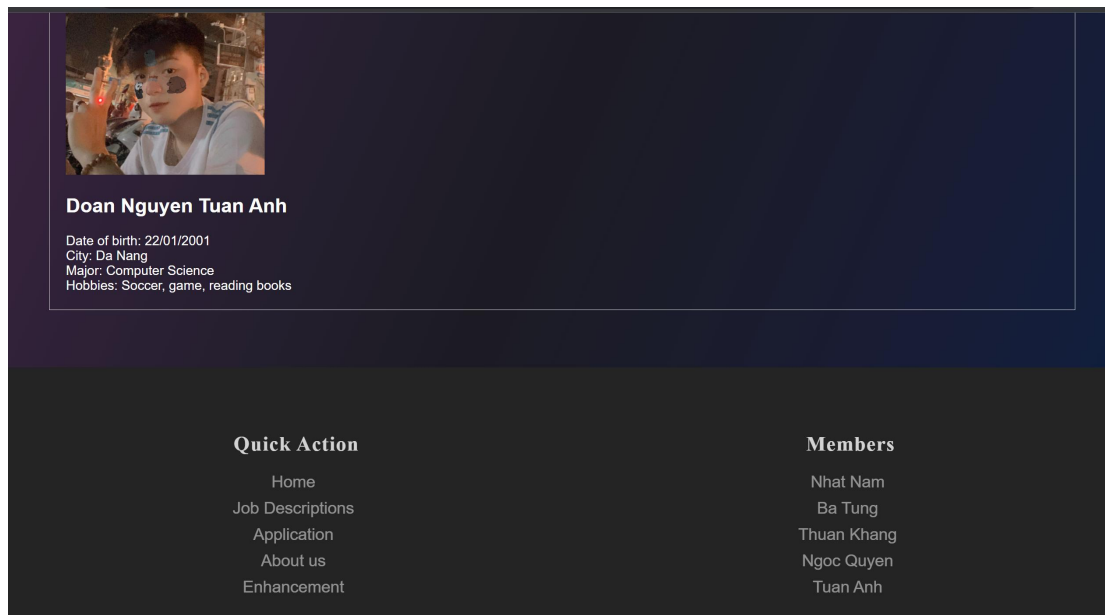 Doan Nguyen Tuan Anh
Date of birth: 22/01/2001
City: Da Nang
Major: Computer Science
Hobbies: Soccer, game, reading books
Quick Action
Home
Job Descriptions
Application
About us
Enhancement
Members
Nhat Nam
Ba Tung
Thuan Khang
Ngoc Quyen
Tuan Anh